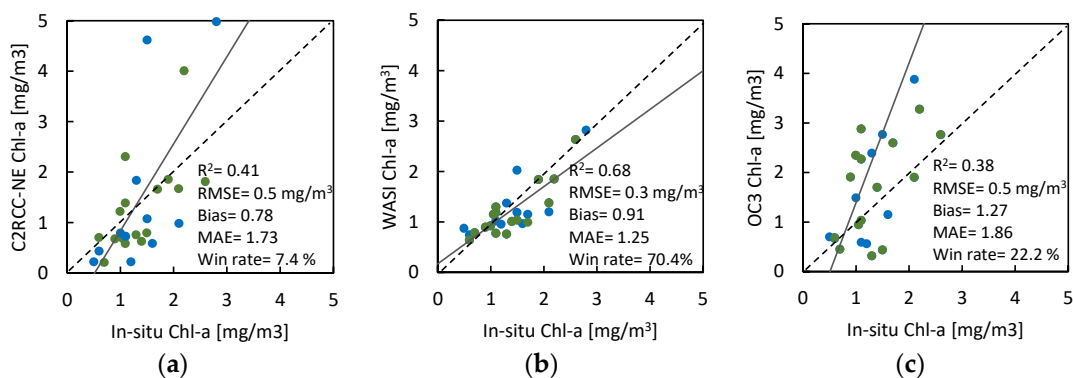 C2RCC-NE Chl-a [mg/m3]
5
4
3
2
1
0
R²= 0.41
RMSE= 0.5 mg/m³
Bias= 0.78
MAE= 1.73
Win rate= 7.4 %
0 1 2 3 4 5
In-situ Chl-a [mg/m3]
(a)
WASI Chl-a [mg/m³]
5
4
3
2
1
0
R²= 0.68
RMSE= 0.3 mg/m³
Bias= 0.91
MAE= 1.25
Win rate= 70.4%
0 1 2 3 4 5
In-situ Chl-a [mg/m³]
(b)
OC3 Chl-a [mg/m3]
5
4
3
2
1
0
R²= 0.38
RMSE= 0.5 mg/m³
Bias= 1.27
MAE= 1.86
Win rate= 22.2 %
0 1 2 3 4 5
In-situ Chl-a [mg/m3]
(c)